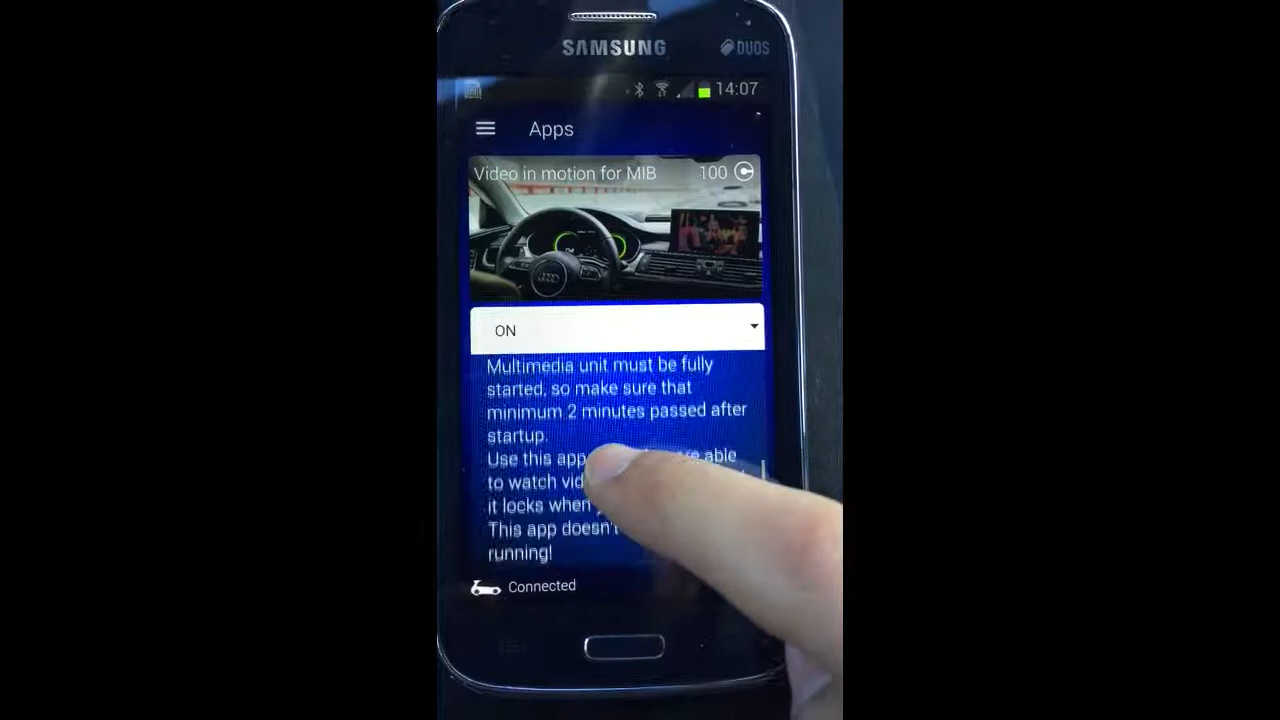 SAMSUNG
DUOS
14:07
Apps
Video in motion for MIB 100
ON
Multimedia unit must be fully
started, so make sure that
minimum 2 minutes passed after
startup.
Use this app able
to watch
it locks when
This app doesn't
running!
Connected